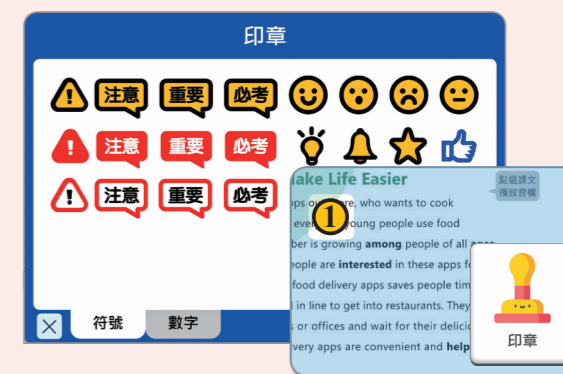 印章
! 注意 重要 必考
! 注意 重要 必考
! 注意 重要 必考
符號 數字
ake Life Easier
點選課文
播放音檔
1
, who wants to cook
young people use food
ber is growing among people of all
eople are interested in these apps
food delivery apps saves people tim
in line to get into restaurants. They
s or offices and wait for their delici
very apps are convenient and help
印章